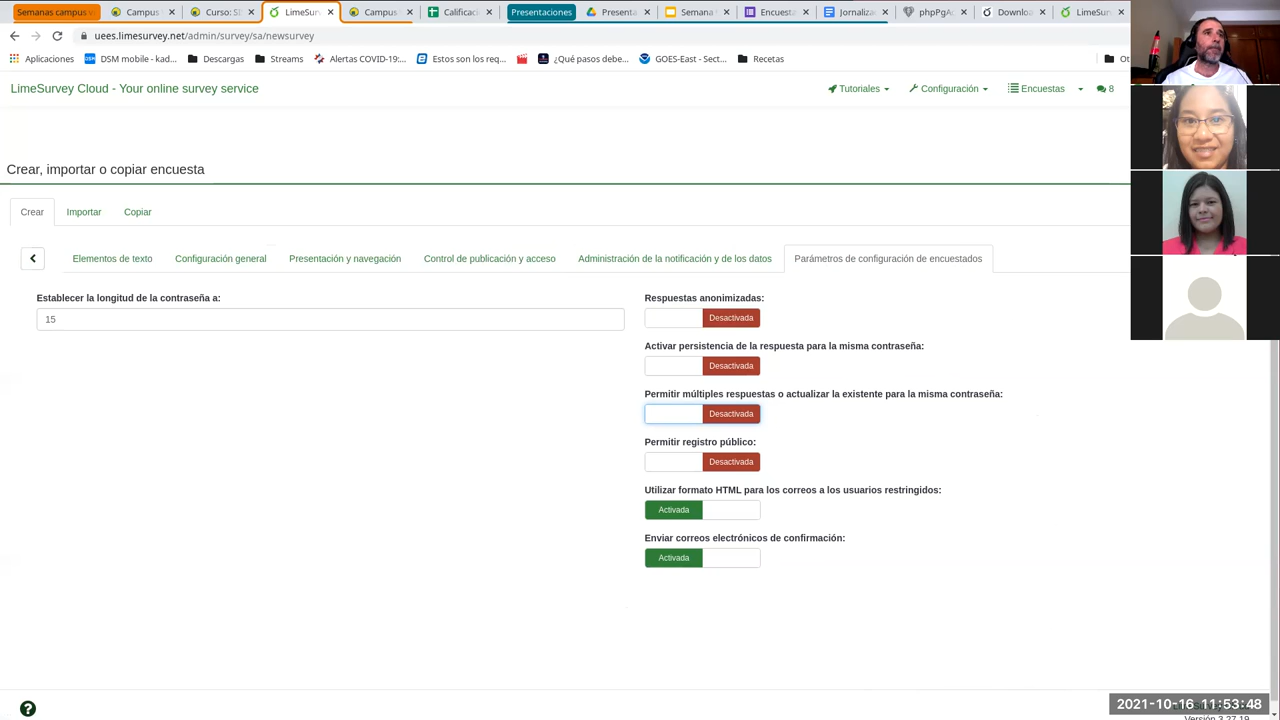 Semanas campus v
Campus
Curso: SI
LimeSurv
Campus
Calificaci
Presentaciones
Presenta
Semana
Encuesta
Jornaliza
phpPgA
Downloa
LimeSurv
uees.limesurvey.net/admin/survey/sa/newsurvey
Aplicaciones
DSM mobile - kad...
Descargas
Streams
Alertas COVID-19:...
Estos son los req...
¿Qué pasos debe...
GOES-East - Sect...
Recetas
LimeSurvey Cloud - Your online survey service
Tutoriales
Configuración
Encuestas
8
Crear, importar o copiar encuesta
Crear
Importar
Copiar
Elementos de texto
Configuración general
Presentación y navegación
Control de publicación y acceso
Administración de la notificación y de los datos
Parámetros de configuración de encuestados
Establecer la longitud de la contraseña a:
15
Respuestas anonimizadas:
Desactivada
Activar persistencia de la respuesta para la misma contraseña:
Desactivada
Permitir múltiples respuestas o actualizar la existente para la misma contraseña:
Desactivada
Permitir registro público:
Desactivada
Utilizar formato HTML para los correos a los usuarios restringidos:
Activada
Enviar correos electrónicos de confirmación:
Activada
2021-10-16 11:53:48
Versión 3.27.19